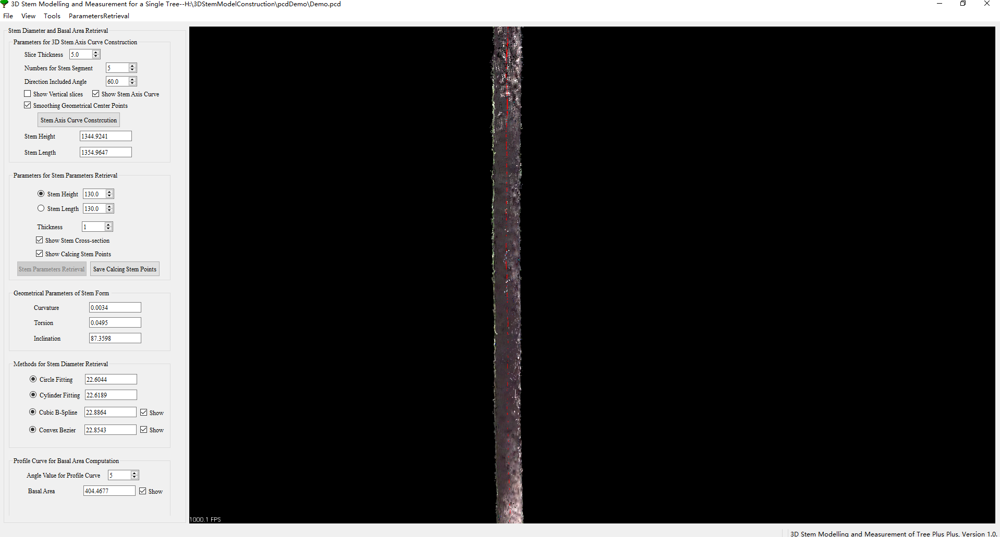 3D Stem Modelling and Measurement for a Single Tree--H:\3DStemModelConstruction\pcdDemo\Demo.pcd
File View Tools ParametersRetrieval
Stem Diameter and Basal Area Retrieval
Parameters for 3D Stem Axis Curve Construction
Slice Thickness 5.0
Numbers for Stem Segment 5
Direction Included Angle 60.0
Show Vertical slices Show Stem Axis Curve
Smoothing Geometrical Center Points
Stem Axis Curve Constrcution
Stem Height 1344.9241
Stem Length 1354.9647
Parameters for Stem Parameters Retrieval
Stem Height 130.0
Stem Length 130.0
Thickness 1
Show Stem Cross-section
Show Calcing Stem Points
Stem Parameters Retrieval Save Calcing Stem Points
Geometrical Parameters of Stem Form
Curvature 0.0034
Torsion 0.0495
Inclination 87.3598
Methods for Stem Diameter Retrieval
Circle Fitting 22.6044
Cylinder Fitting 22.6189
Cubic B-Spline 22.8864 Show
Convex Bezier 22.8543 Show
Profile Curve for Basal Area Computation
Angle Value for Profile Curve 5
Basal Area 404.4677 Show
1000.1 FPS
3D Stem Modelling and Measurement of Tree Plus Plus, Version 1.0.